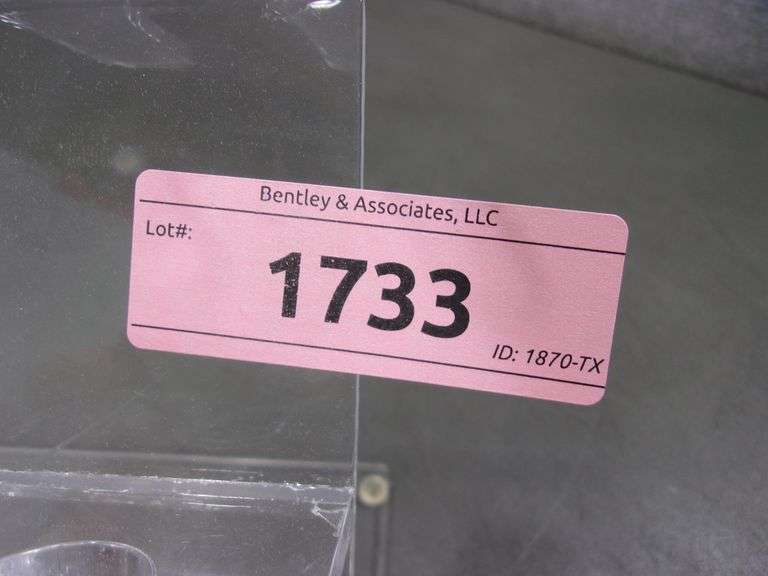 Bentley & Associates, LLC
Lot#:
1733
ID: 1870-TX